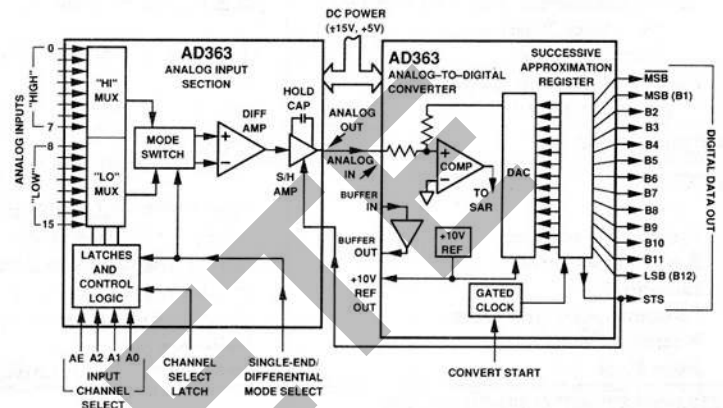 DC POWER
(±15V, +5V)
AD363
ANALOG INPUT
SECTION
ANALOG INPUTS
"HIGH"
"LOW"
0
7
8
15
"HI"
MUX
"LO"
MUX
MODE
SWITCH
DIFF
AMP
HOLD
CAP
S/H
AMP
LATCHES
AND
CONTROL
LOGIC
AE A2 A1 A0
INPUT
CHANNEL
SELECT
CHANNEL
SELECT
LATCH
SINGLE-END/
DIFFERENTIAL
MODE SELECT
ANALOG
OUT
ANALOG
IN
BUFFER
IN
BUFFER
OUT
+10V
REF
OUT
AD363
ANALOG–TO–DIGITAL
CONVERTER
SUCCESSIVE
APPROXIMATION
REGISTER
COMP
TO
SAR
DAC
+10V
REF
GATED
CLOCK
CONVERT START
MSB
MSB (B1)
B2
B3
B4
B5
B6
B7
B8
B9
B10
B11
LSB (B12)
STS
DIGITAL DATA OUT
ETE